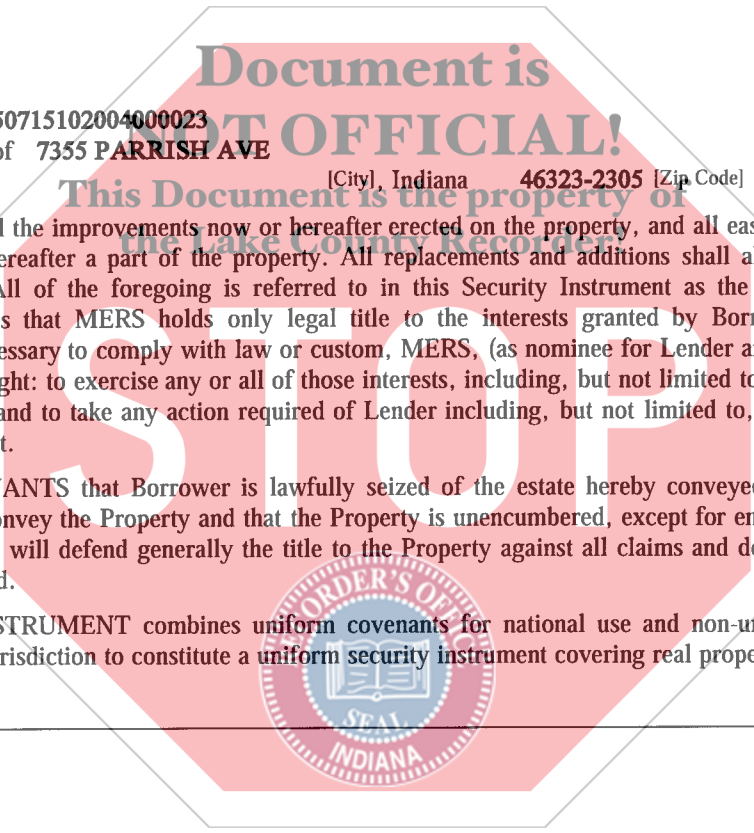 Document is
50715102004000023
NOT OFFICIAL!
of 7355 PARRISH AVE
[City], Indiana 46323-2305 [Zip Code]
This Document is the property of
d the improvements now or hereafter erected on the property, and all eas
the Lake County Recorder!
ereafter a part of the property. All replacements and additions shall a
All of the foregoing is referred to in this Security Instrument as the
s that MERS holds only legal title to the interests granted by Borr
cessary to comply with law or custom, MERS, (as nominee for Lender a
ght: to exercise any or all of those interests, including, but not limited to
and to take any action required of Lender including, but not limited to,
t.
STOP
ANTS that Borrower is lawfully seized of the estate hereby conveyed
onvey the Property and that the Property is unencumbered, except for en
will defend generally the title to the Property against all claims and de
d.
RECORDER'S OFFICE
STRUMENT combines uniform covenants for national use and non-un
risdiction to constitute a uniform security instrument covering real prope
SEAL
INDIANA